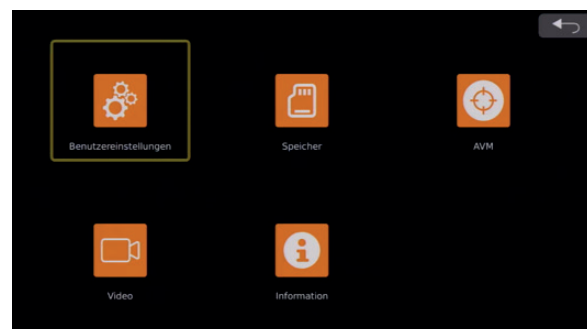 Benutzereinstellungen
Speicher
AVM
Video
Information